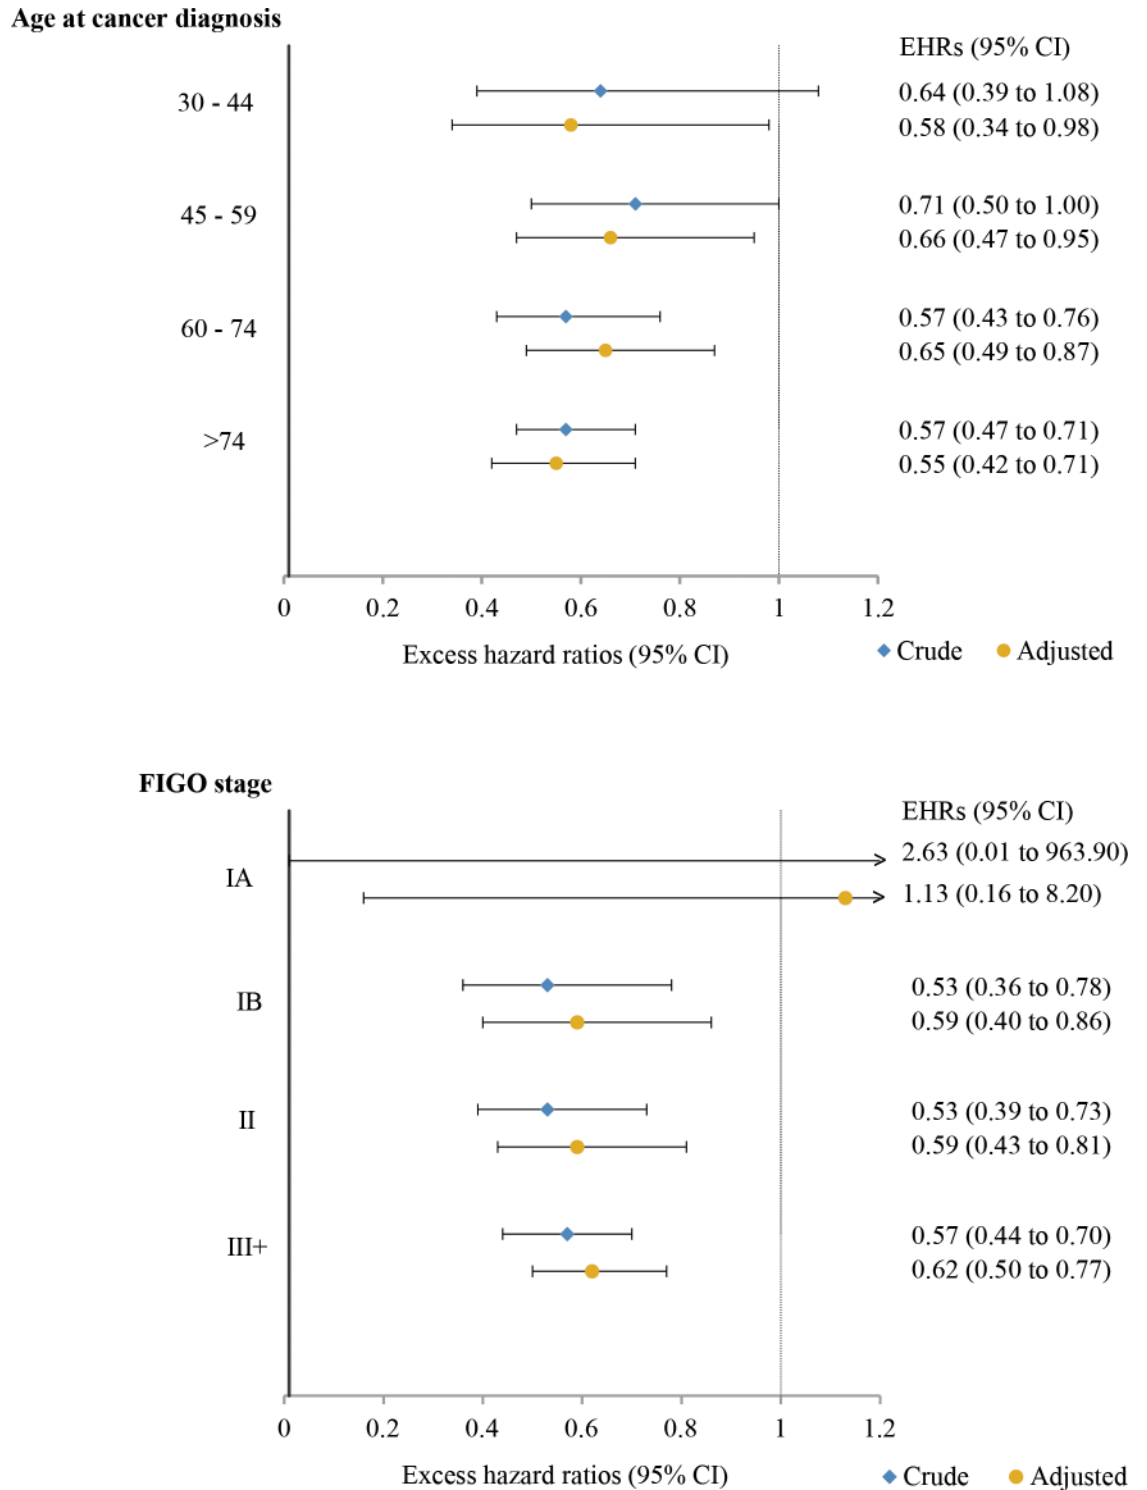 Age at cancer diagnosis
EHRs (95% CI)
30 - 44
0.64 (0.39 to 1.08)
0.58 (0.34 to 0.98)
45 - 59
0.71 (0.50 to 1.00)
0.66 (0.47 to 0.95)
60 - 74
0.57 (0.43 to 0.76)
0.65 (0.49 to 0.87)
>74
0.57 (0.47 to 0.71)
0.55 (0.42 to 0.71)
0 0.2 0.4 0.6 0.8 1 1.2
Excess hazard ratios (95% CI)
Crude Adjusted
FIGO stage
EHRs (95% CI)
IA
2.63 (0.01 to 963.90)
1.13 (0.16 to 8.20)
IB
0.53 (0.36 to 0.78)
0.59 (0.40 to 0.86)
II
0.53 (0.39 to 0.73)
0.59 (0.43 to 0.81)
III+
0.57 (0.44 to 0.70)
0.62 (0.50 to 0.77)
0 0.2 0.4 0.6 0.8 1 1.2
Excess hazard ratios (95% CI)
Crude Adjusted